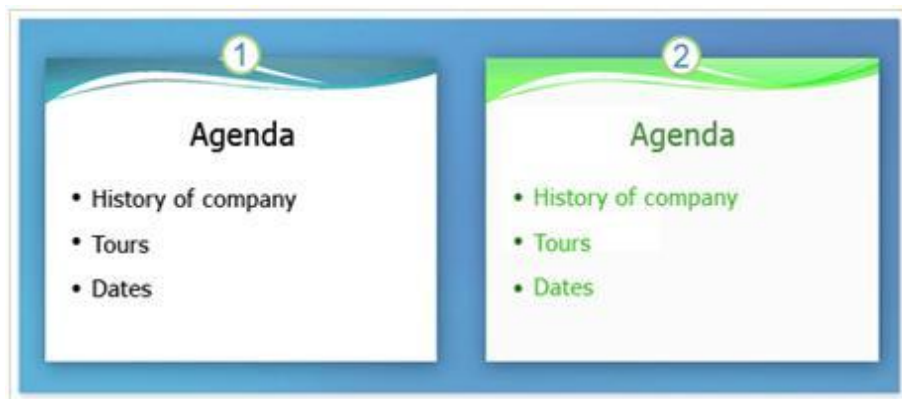 1
Agenda
• History of company
• Tours
• Dates
2
Agenda
• History of company
• Tours
• Dates